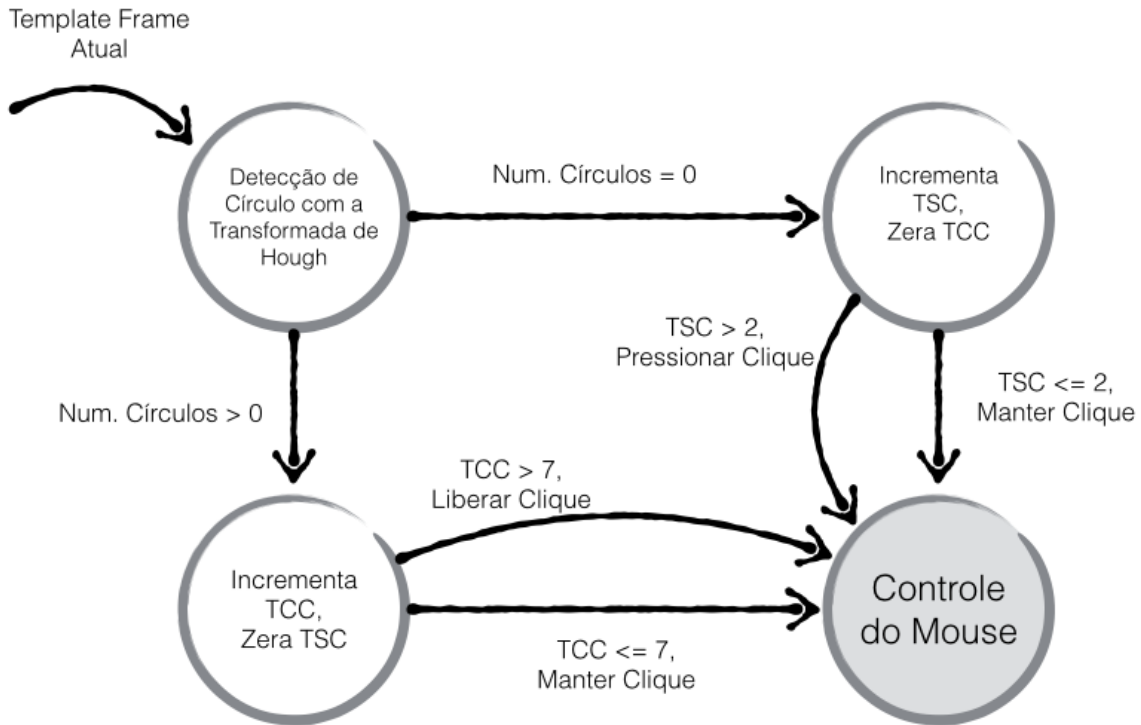 Template Frame
Atual
Detecção de
Círculo com a
Transformada de
Hough
Num. Círculos = 0
Incrementa
TSC,
Zera TCC
TSC > 2,
Pressionar Clique
TSC <= 2,
Manter Clique
Num. Círculos > 0
TCC > 7,
Liberar Clique
Incrementa
TCC,
Zera TSC
TCC <= 7,
Manter Clique
Controle
do Mouse